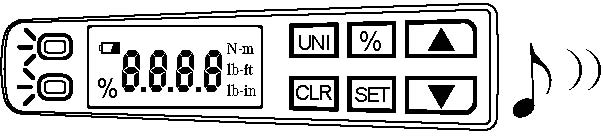 N-m
UNI %
8.8.8.8 lb-ft
% lb-in
CLR SET